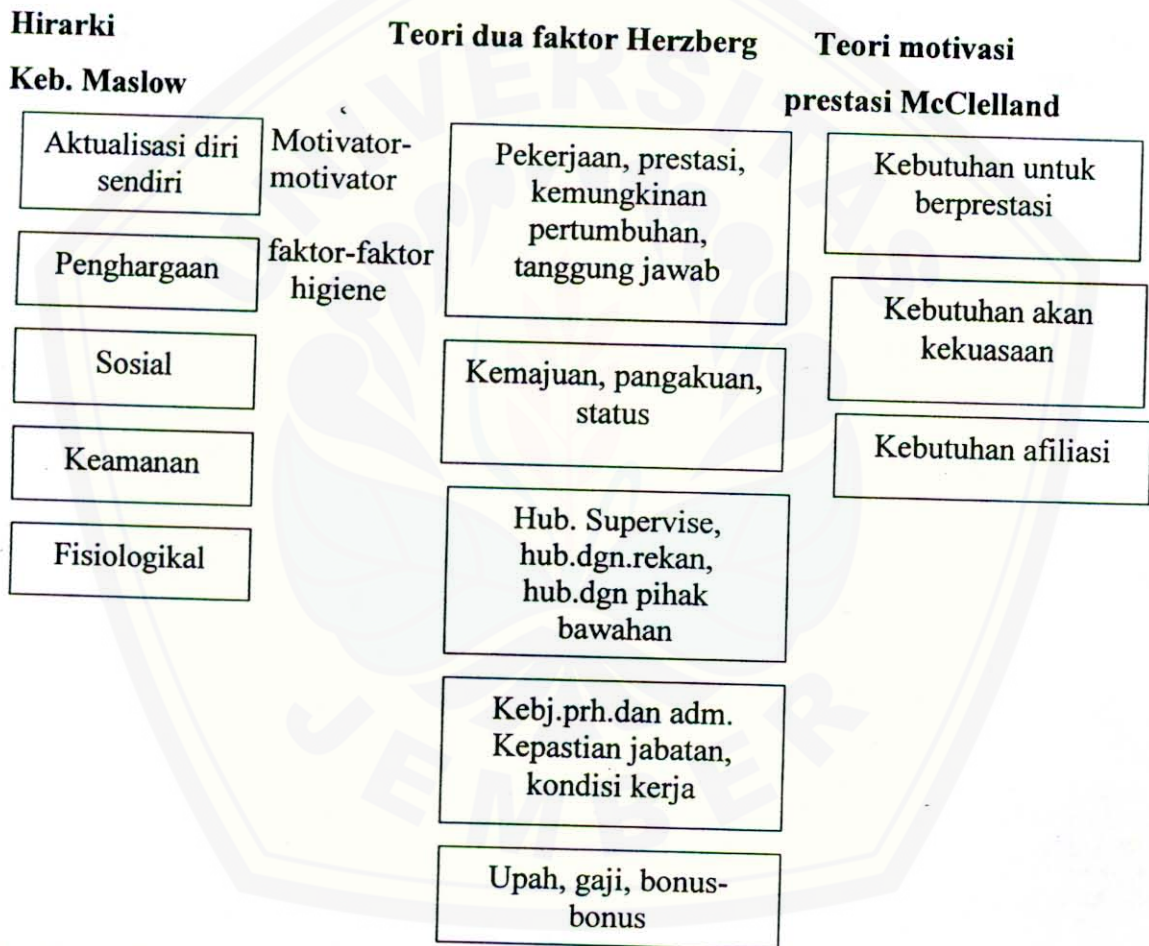 Hirarki
Keb. Maslow
Teori dua faktor Herzberg
Teori motivasi
prestasi McClelland
Aktualisasi diri
sendiri
Penghargaan
Sosial
Keamanan
Fisiologikal
Motivator-
motivator
faktor-faktor
higiene
Pekerjaan, prestasi,
kemungkinan
pertumbuhan,
tanggung jawab
Kemajuan, pangakuan,
status
Hub. Supervise,
hub.dgn.rekan,
hub.dgn pihak
bawahan
Kebj.prh.dan adm.
Kepastian jabatan,
kondisi kerja
Upah, gaji, bonus-
bonus
Kebutuhan untuk
berprestasi
Kebutuhan akan
kekuasaan
Kebutuhan afiliasi
UNIVERSITAS
JEMBER